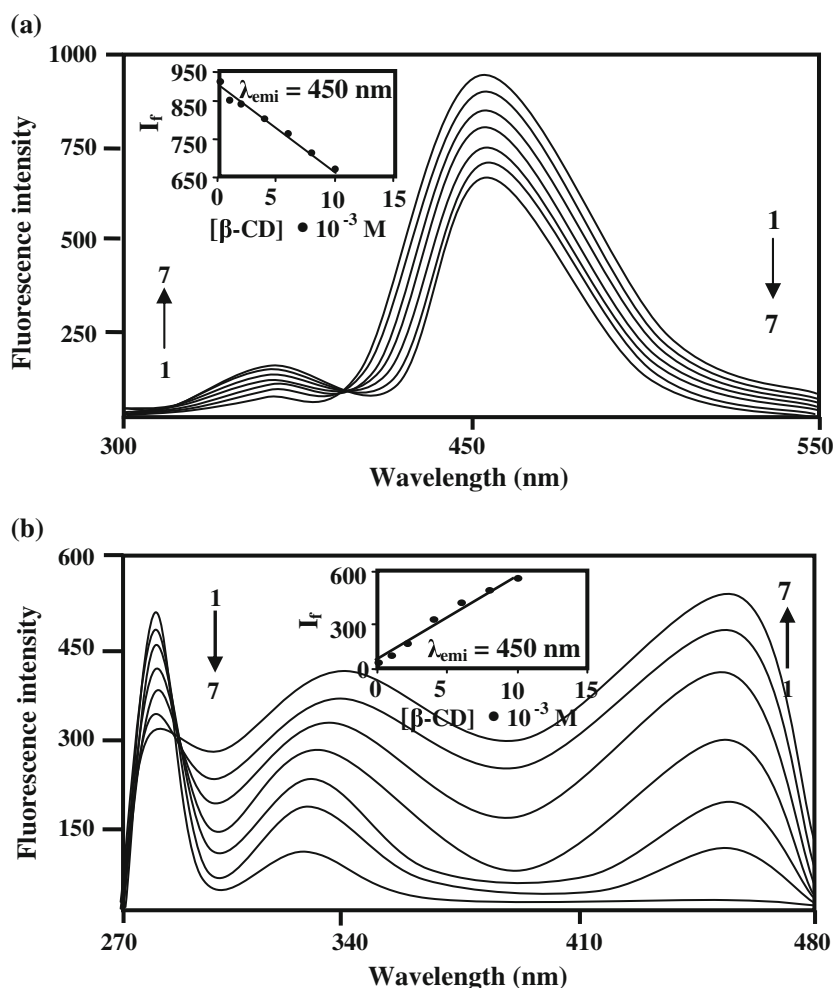 (a)
1000
750
500
250
Fluorescence intensity
950
850
750
650
I_f
λ_emi = 450 nm
0 5 10 15
[β-CD] • 10⁻³ M
7
1
1
7
300 450 550
Wavelength (nm)
(b)
600
450
300
150
Fluorescence intensity
1
7
600
300
0
I_f
λ_emi = 450 nm
0 5 10 15
[β-CD] • 10⁻³ M
7
1
270 340 410 480
Wavelength (nm)